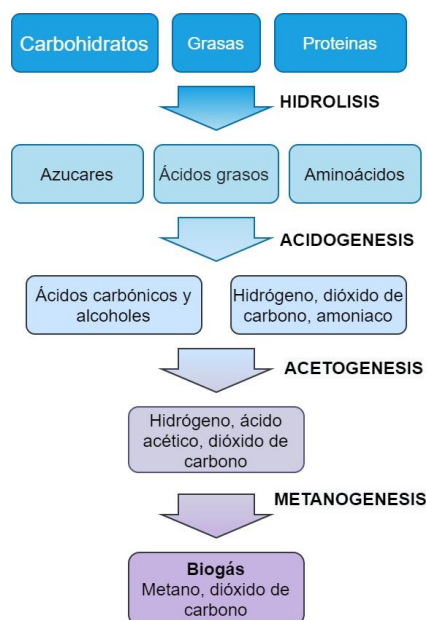 Carbohidratos
Grasas
Proteinas
HIDROLISIS
Azucares
Ácidos grasos
Aminoácidos
ACIDOGENESIS
Ácidos carbónicos y
alcoholes
Hidrógeno, dióxido de
carbono, amoniaco
ACETOGENESIS
Hidrógeno, ácido
acético, dióxido de
carbono
METANOGENESIS
Biogás
Metano, dióxido de
carbono